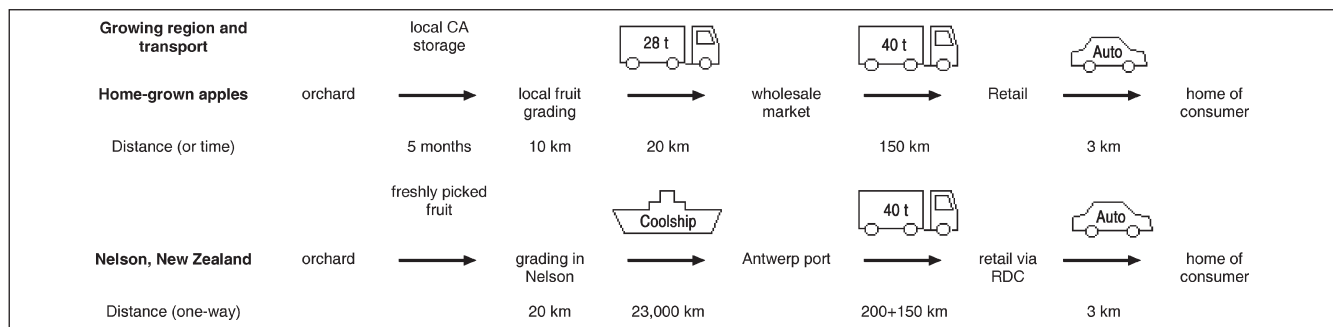 Growing region and transport
local CA storage
28 t
40 t
Auto
Home-grown apples orchard local fruit grading wholesale market Retail home of consumer
Distance (or time) 5 months 10 km 20 km 150 km 3 km
freshly picked fruit
Coolship
40 t
Auto
Nelson, New Zealand orchard grading in Nelson Antwerp port retail via RDC home of consumer
Distance (one-way) 20 km 23,000 km 200+150 km 3 km